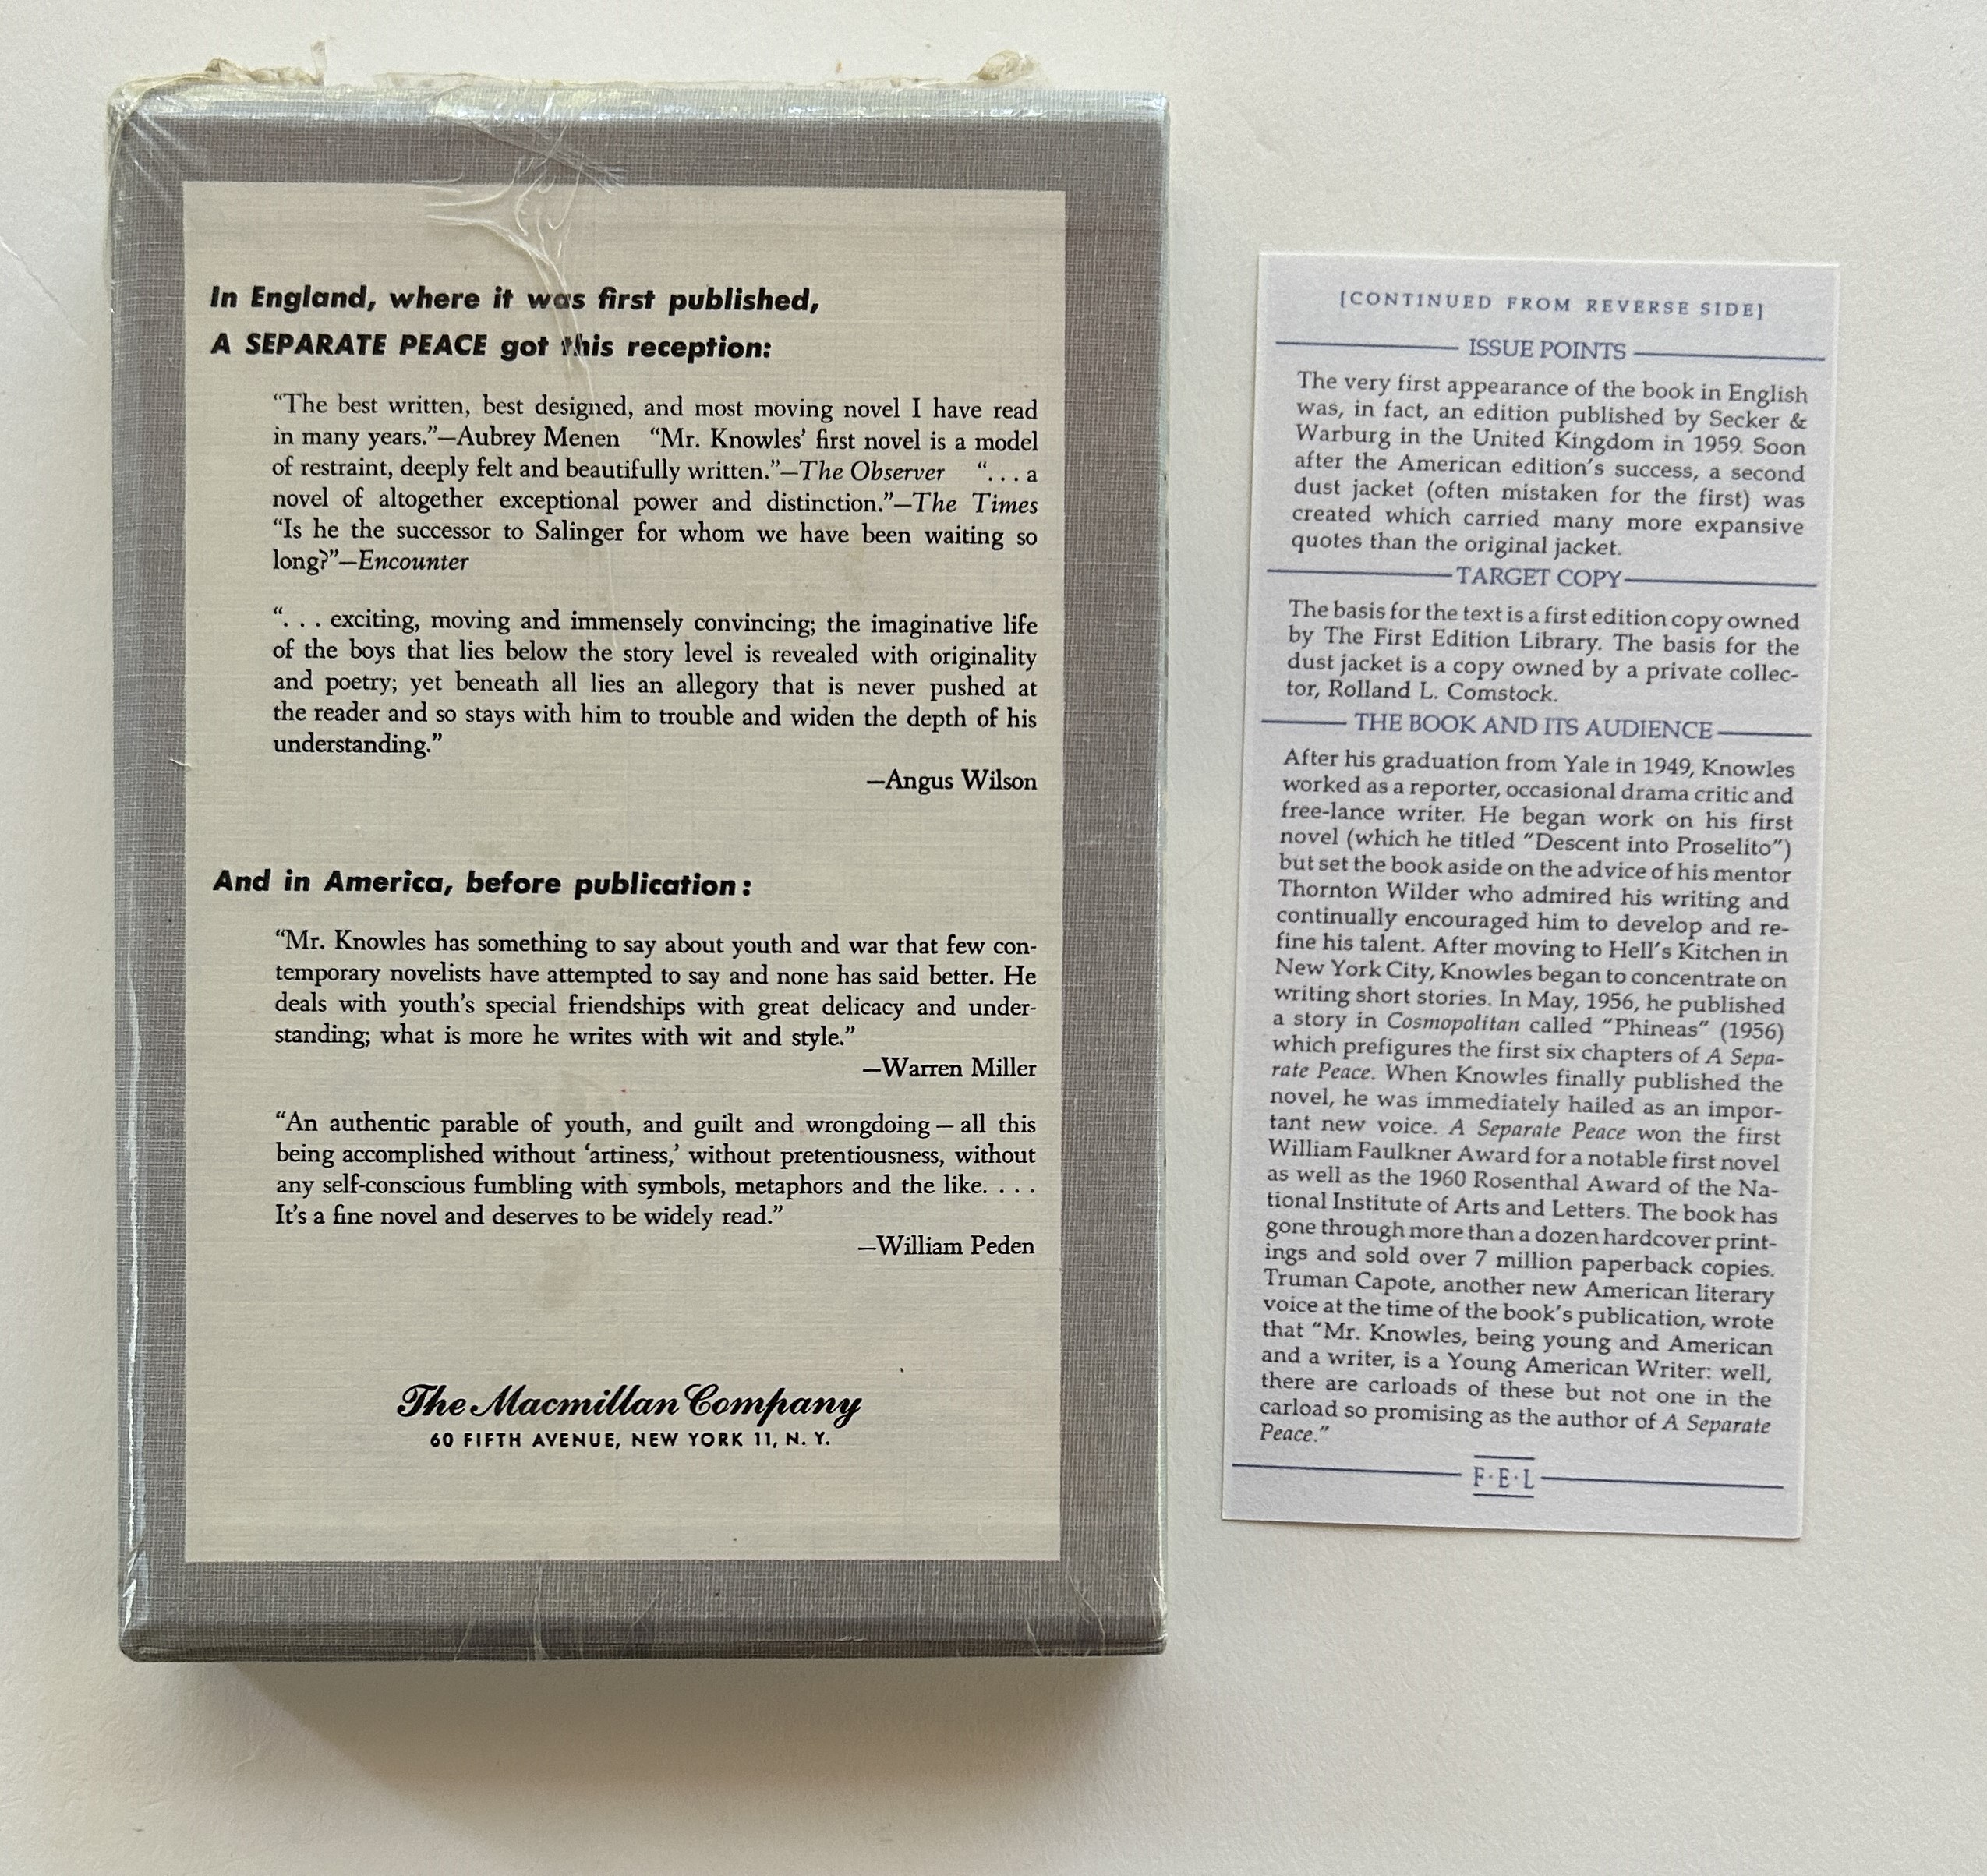 In England, where it was first published,
A SEPARATE PEACE got this reception:
“The best written, best designed, and most moving novel I have read
in many years.”—Aubrey Menen “Mr. Knowles’ first novel is a model
of restraint, deeply felt and beautifully written.”—The Observer “. . . a
novel of altogether exceptional power and distinction.”—The Times
“Is he the successor to Salinger for whom we have been waiting so
long?”—Encounter
“. . . exciting, moving and immensely convincing; the imaginative life
of the boys that lies below the story level is revealed with originality
and poetry; yet beneath all lies an allegory that is never pushed at
the reader and so stays with him to trouble and widen the depth of his
understanding.”
—Angus Wilson
And in America, before publication:
“Mr. Knowles has something to say about youth and war that few con-
temporary novelists have attempted to say and none has said better. He
deals with youth’s special friendships with great delicacy and under-
standing; what is more he writes with wit and style.”
—Warren Miller
“An authentic parable of youth, and guilt and wrongdoing — all this
being accomplished without ‘artiness,’ without pretentiousness, without
any self-conscious fumbling with symbols, metaphors and the like. . . .
It’s a fine novel and deserves to be widely read.”
—William Peden
The Macmillan Company
60 FIFTH AVENUE, NEW YORK 11, N. Y.
[CONTINUED FROM REVERSE SIDE]
ISSUE POINTS
The very first appearance of the book in English
was, in fact, an edition published by Secker &
Warburg in the United Kingdom in 1959. Soon
after the American edition’s success, a second
dust jacket (often mistaken for the first) was
created which carried many more expansive
quotes than the original jacket.
TARGET COPY
The basis for the text is a first edition copy owned
by The First Edition Library. The basis for the
dust jacket is a copy owned by a private collec-
tor, Rolland L. Comstock.
THE BOOK AND ITS AUDIENCE
After his graduation from Yale in 1949, Knowles
worked as a reporter, occasional drama critic and
free-lance writer. He began work on his first
novel (which he titled “Descent into Proselito”)
but set the book aside on the advice of his mentor
Thornton Wilder who admired his writing and
continually encouraged him to develop and re-
fine his talent. After moving to Hell’s Kitchen in
New York City, Knowles began to concentrate on
writing short stories. In May, 1956, he published
a story in Cosmopolitan called “Phineas” (1956)
which prefigures the first six chapters of A Sepa-
rate Peace. When Knowles finally published the
novel, he was immediately hailed as an impor-
tant new voice. A Separate Peace won the first
William Faulkner Award for a notable first novel
as well as the 1960 Rosenthal Award of the Na-
tional Institute of Arts and Letters. The book has
gone through more than a dozen hardcover print-
ings and sold over 7 million paperback copies.
Truman Capote, another new American literary
voice at the time of the book’s publication, wrote
that “Mr. Knowles, being young and American
and a writer, is a Young American Writer: well,
there are carloads of these but not one in the
carload so promising as the author of A Separate
Peace.”
F·E·L